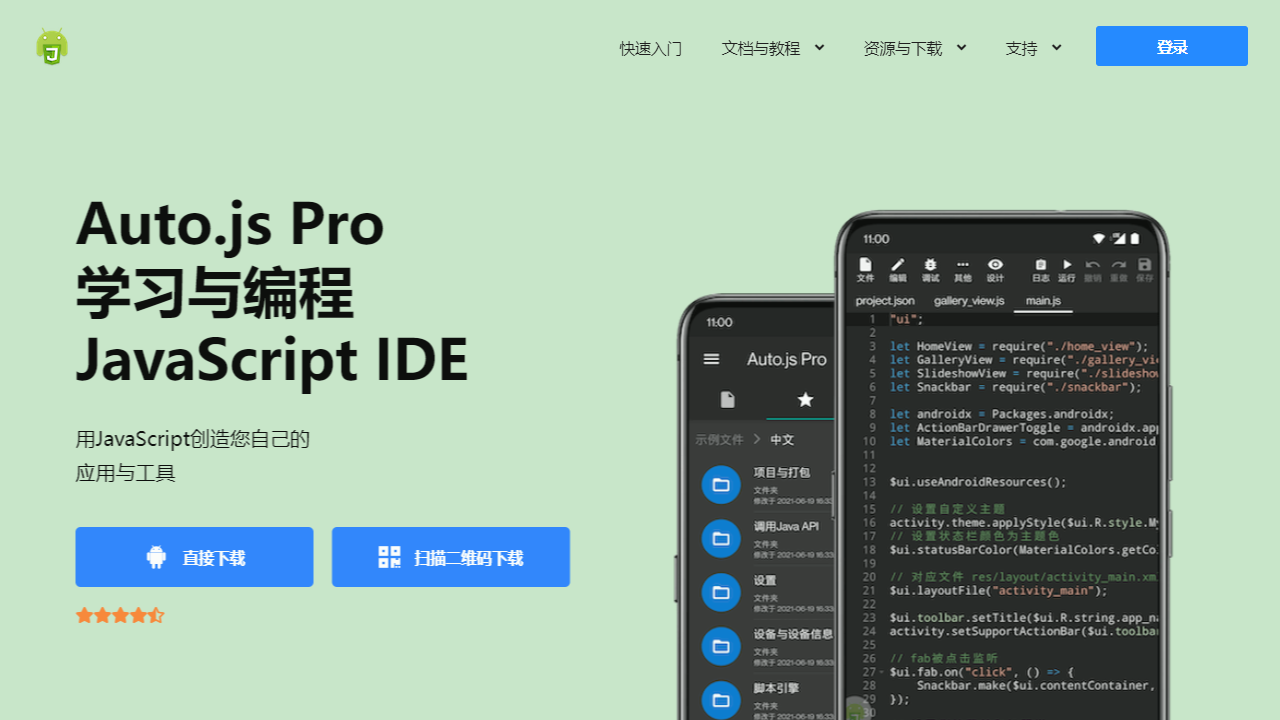 快速入门
文档与教程
资源与下载
支持
登录
Auto.js Pro
学习与编程
JavaScript IDE
用JavaScript创造您自己的
应用与工具
直接下载
扫描二维码下载
11:00
Auto.js Pro
示例文件 > 中文
项目与打包
文件夹
修改于 2021-06-19 16:33
调用Java API
文件夹
修改于 2021-06-19 16:33
设置
文件夹
修改于 2021-06-19 16:33
设备与设备信息
文件夹
修改于 2021-06-19 16:33
脚本引擎
文件夹
修改于 2021-06-19 16:33
11:00
文件 编辑 调试 其他 设计 日志 运行 撤销 重做 保存
project.json gallery_view.js main.js
1 "ui";
2
3 let HomeView = require("./home_view");
4 let GalleryView = require("./gallery_vi
5 let SlideshowView = require("./slidesho
6 let Snackbar = require("./snackbar");
7
8 let androidx = Packages.androidx;
9 let ActionBarDrawerToggle = androidx.ap
10 let MaterialColors = com.google.android
11
12
13 $ui.useAndroidResources();
14
15 // 设置自定义主题
16 activity.theme.applyStyle($ui.R.style.M
17 // 设置状态栏颜色为主题色
18 $ui.statusBarColor(MaterialColors.getCo
19
20 // 对应文件 res/layout/activity_main.xm
21 $ui.layoutFile("activity_main");
22
23 $ui.toolbar.setTitle($ui.R.string.app_n
24 activity.setSupportActionBar($ui.toolba
25
26 // fab被点击监听
27 $ui.fab.on("click", () => {
28 Snackbar.make($ui.contentContainer,
29 });
30